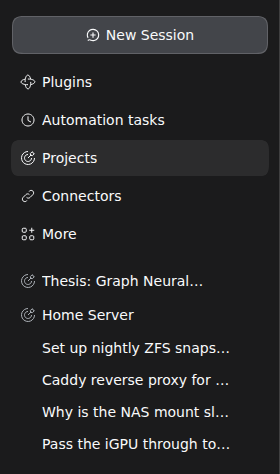 New Session
Plugins
Automation tasks
Projects
Connectors
More
Thesis: Graph Neural...
Home Server
Set up nightly ZFS snaps...
Caddy reverse proxy for ...
Why is the NAS mount sl...
Pass the iGPU through to...